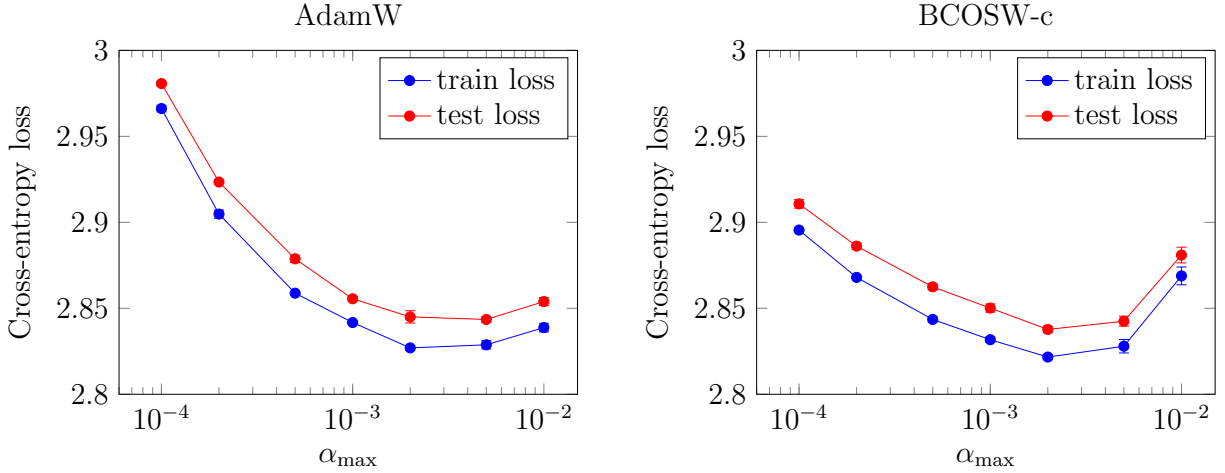 AdamW
3
2.95
2.9
2.85
2.8
10⁻⁴
10⁻³
10⁻²
α_max
Cross-entropy loss
train loss
test loss
BCOSW-c
3
2.95
2.9
2.85
2.8
10⁻⁴
10⁻³
10⁻²
α_max
Cross-entropy loss
train loss
test loss